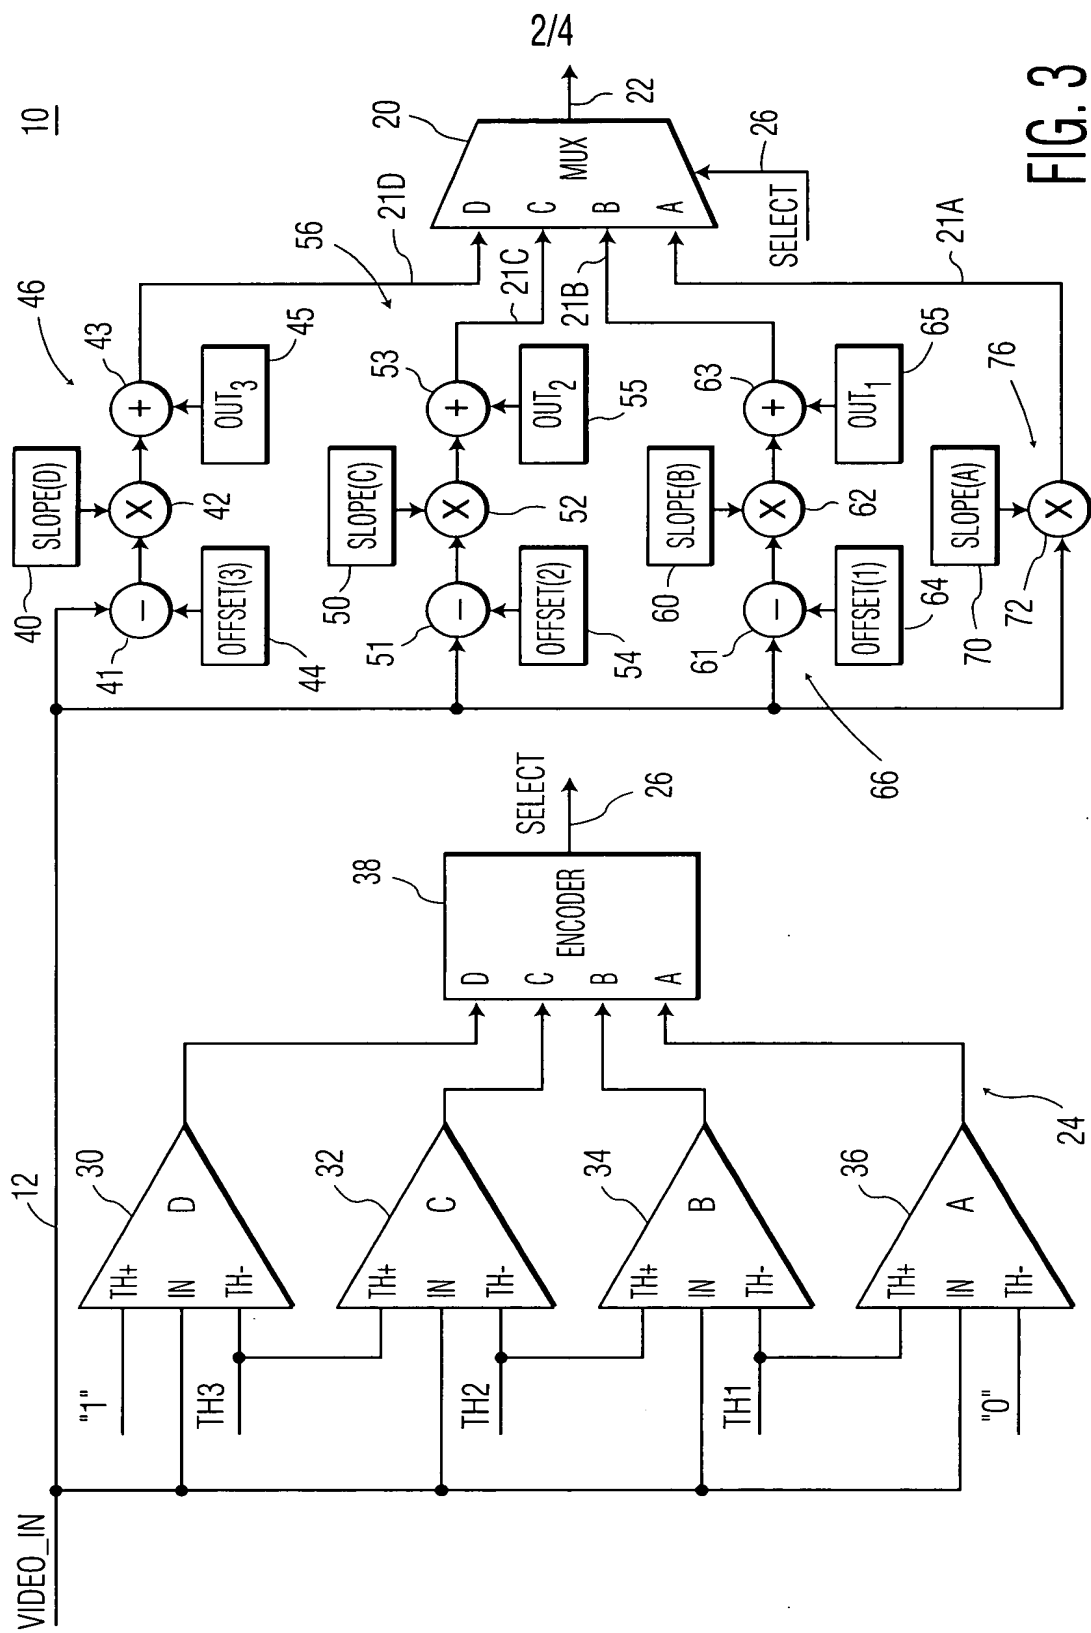 10
2/4
FIG. 3
VIDEO_IN
12
"1"
TH3
TH2
TH1
"0"
TH+
IN
TH-
D
30
TH+
IN
TH-
C
32
TH+
IN
TH-
B
34
TH+
IN
TH-
A
36
24
D
C
B
A
ENCODER
38
SELECT
26
46
SLOPE(D)
40
41
−
42
X
43
+
OFFSET(3)
44
OUT3
45
21D
56
SLOPE(C)
50
51
−
52
X
53
+
OFFSET(2)
54
OUT2
55
21C
SLOPE(B)
60
61
−
62
X
63
+
OFFSET(1)
64
OUT1
65
21B
66
SLOPE(A)
70
72
X
76
21A
D
C
B
A
MUX
20
22
SELECT
26